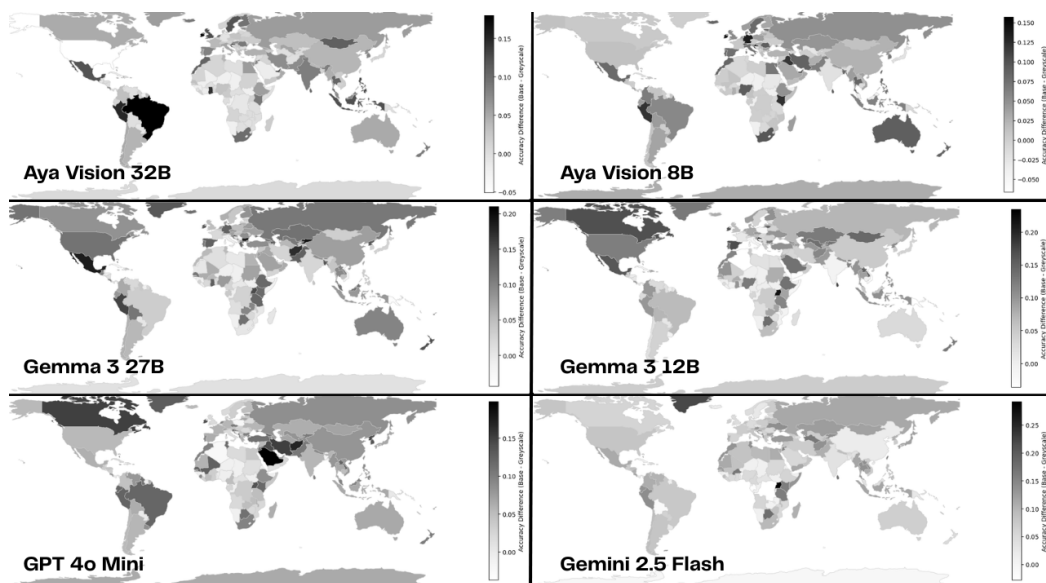 0.15
0.10
0.05
0.00
−0.05
Accuracy Difference (Base - Greyscale)
Aya Vision 32B
0.150
0.125
0.100
0.075
0.050
0.025
0.000
−0.025
−0.050
Accuracy Difference (Base - Greyscale)
Aya Vision 8B
0.20
0.15
0.10
0.05
0.00
Accuracy Difference (Base - Greyscale)
Gemma 3 27B
0.20
0.15
0.10
0.05
0.00
Accuracy Difference (Base - Greyscale)
Gemma 3 12B
0.15
0.10
0.05
0.00
Accuracy Difference (Base - Greyscale)
GPT 4o Mini
0.25
0.20
0.15
0.10
0.05
0.00
Accuracy Difference (Base - Greyscale)
Gemini 2.5 Flash